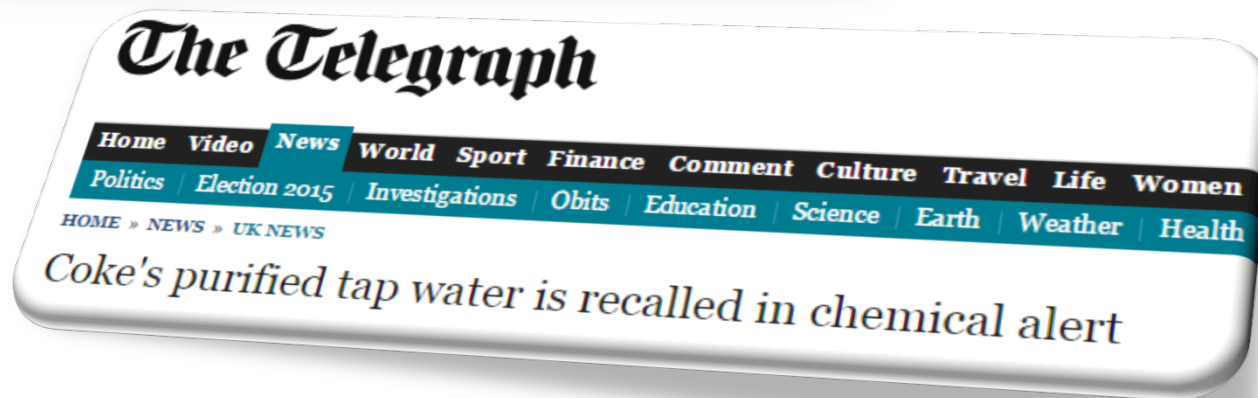 The Telegraph
Home Video News World Sport Finance Comment Culture Travel Life Women
Politics Election 2015 Investigations Obits Education Science Earth Weather Health
HOME » NEWS » UK NEWS
Coke's purified tap water is recalled in chemical alert